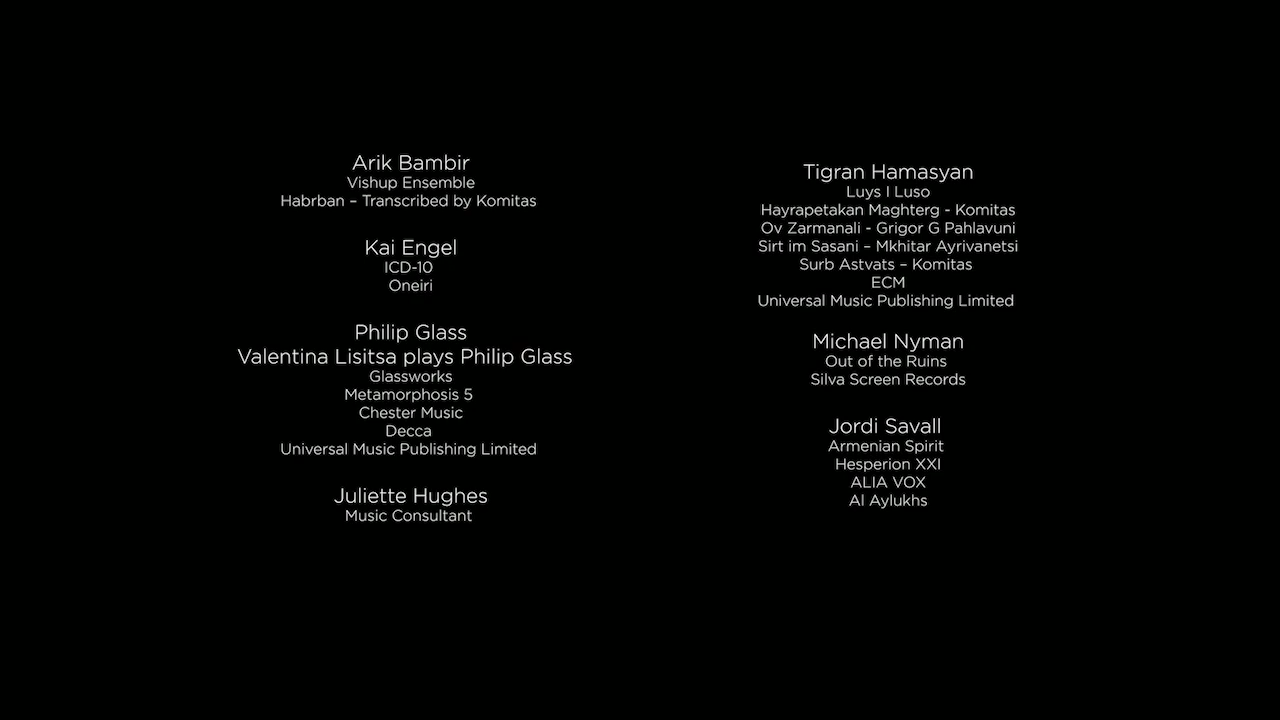 Arik Bambir
Vishup Ensemble
Habrban – Transcribed by Komitas
Kai Engel
ICD-10
Oneiri
Philip Glass
Valentina Lisitsa plays Philip Glass
Glassworks
Metamorphosis 5
Chester Music
Decca
Universal Music Publishing Limited
Juliette Hughes
Music Consultant
Tigran Hamasyan
Luys I Luso
Hayrapetakan Maghterg - Komitas
Ov Zarmanali - Grigor G Pahlavuni
Sirt im Sasani – Mkhitar Ayrivanetsi
Surb Astvats – Komitas
ECM
Universal Music Publishing Limited
Michael Nyman
Out of the Ruins
Silva Screen Records
Jordi Savall
Armenian Spirit
Hesperion XXI
ALIA VOX
Al Aylukhs